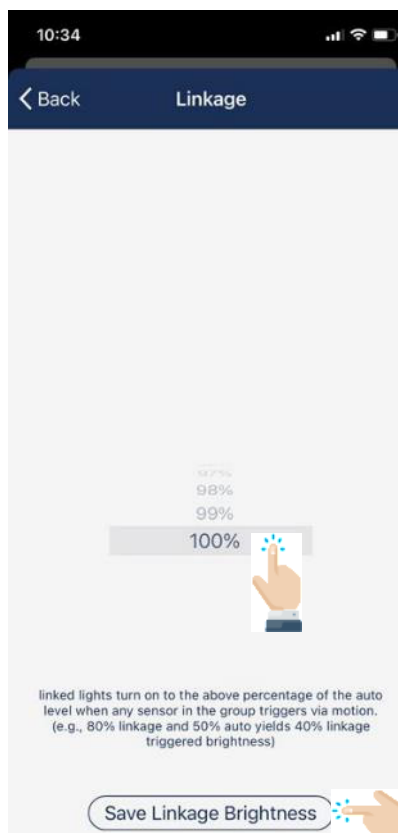 10:34
Back
Linkage
97%
98%
99%
100%
linked lights turn on to the above percentage of the auto
level when any sensor in the group triggers via motion.
(e.g., 80% linkage and 50% auto yields 40% linkage
triggered brightness)
Save Linkage Brightness